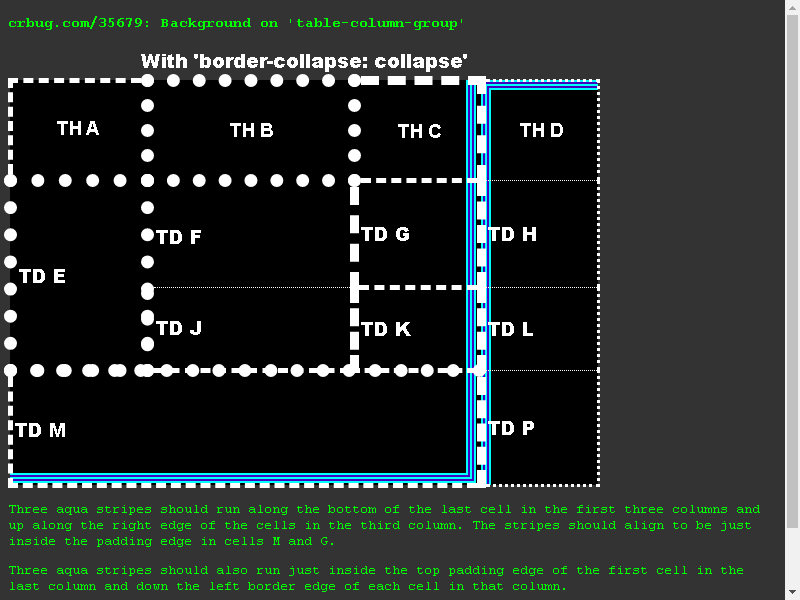 crbug.com/35679: Background on 'table-column-group'
With 'border-collapse: collapse'
TH A TH B TH C TH D
TD F TD G TD H
TD E
TD J TD K TD L
TD M TD P
Three aqua stripes should run along the bottom of the last cell in the first three columns and
up along the right edge of the cells in the third column. The stripes should align to be just
inside the padding edge in cells M and G.
Three aqua stripes should also run just inside the top padding edge of the first cell in the
last column and down the left border edge of each cell in that column.